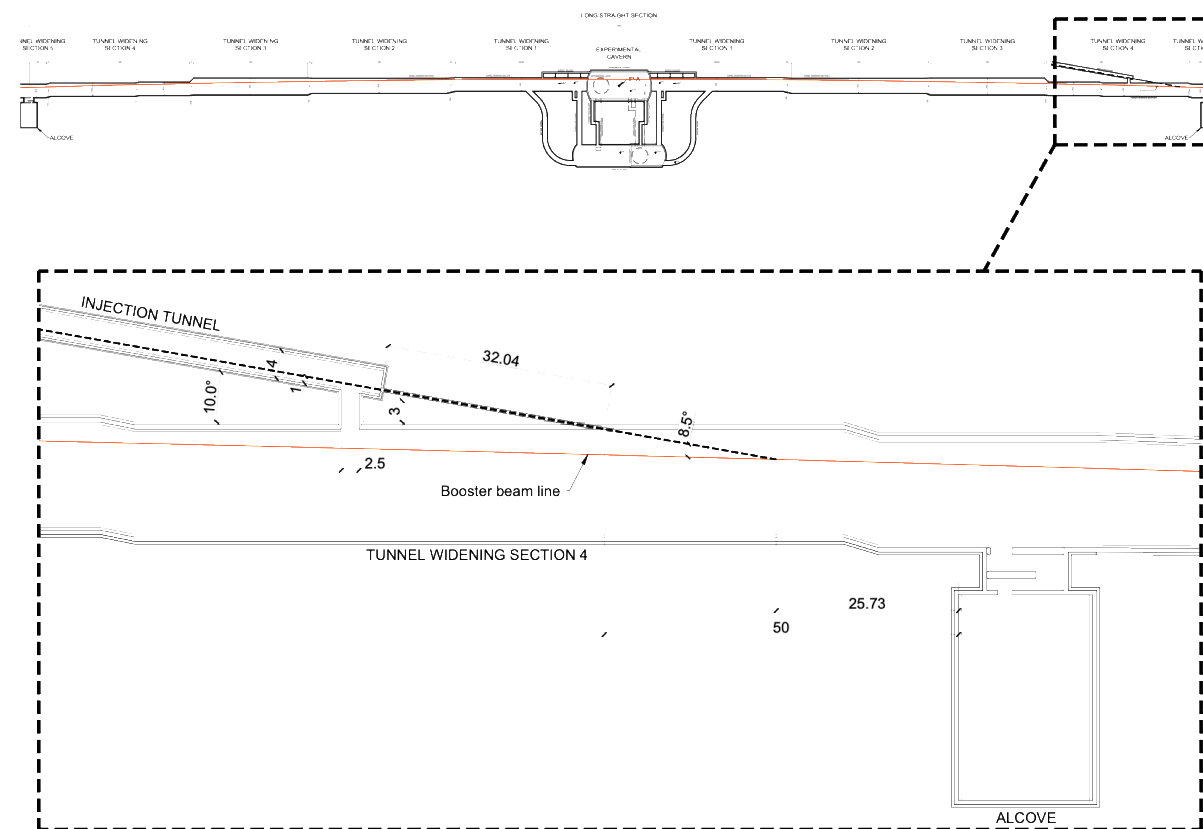 LONG STRAIGHT SECTION
TUNNEL WIDENING
SECTION 4
TUNNEL WIDENING
SECTION 3
TUNNEL WIDENING
SECTION 2
TUNNEL WIDENING
SECTION 1
EXPERIMENTAL
CAVERN
TUNNEL WIDENING
SECTION 1
TUNNEL WIDENING
SECTION 2
TUNNEL WIDENING
SECTION 3
TUNNEL WIDENING
SECTION 4
ALCOVE
ALCOVE
INJECTION TUNNEL
32.04
4
1
10.0°
3
8.5°
2.5
Booster beam line
TUNNEL WIDENING SECTION 4
25.73
50
ALCOVE